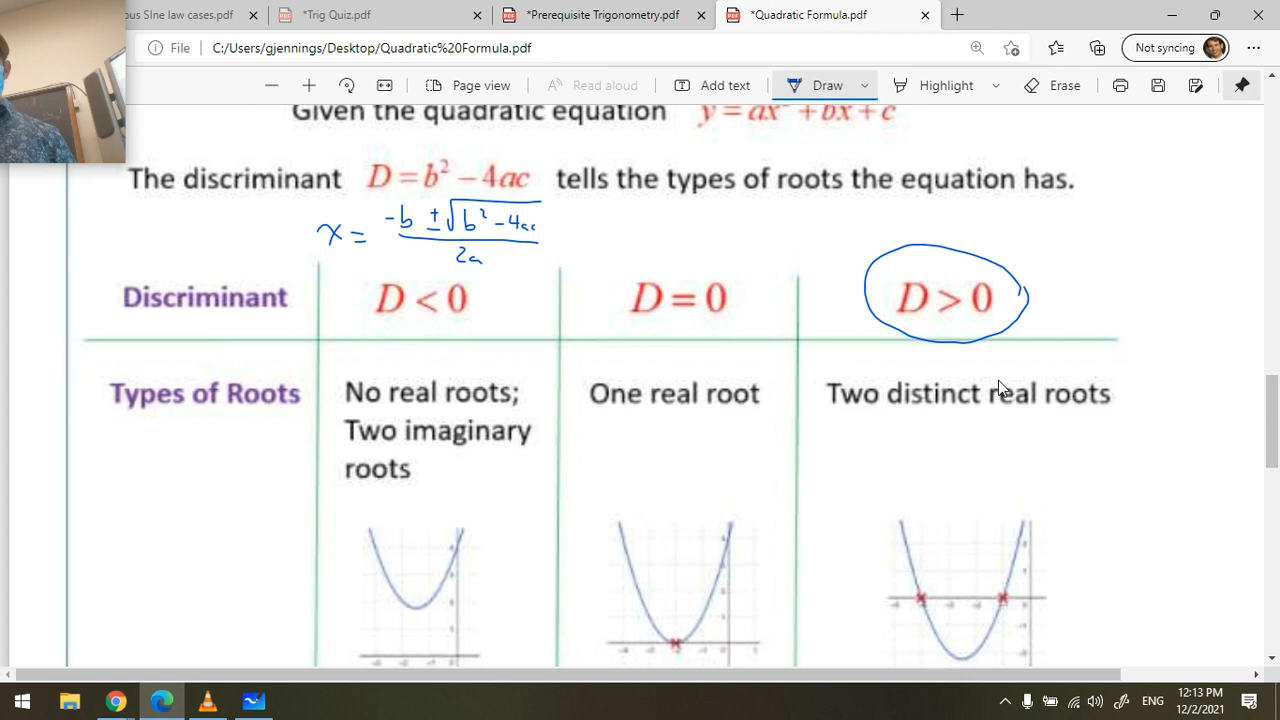 ous SIne law cases.pdf × *Trig Quiz.pdf × *Prerequisite Trigonometry.pdf × *Quadratic Formula.pdf × +
File C:/Users/gjennings/Desktop/Quadratic%20Formula.pdf Not syncing
Page view Read aloud Add text Draw Highlight Erase
Given the quadratic equation y = ax² + bx + c
The discriminant D = b² − 4ac tells the types of roots the equation has.
x = (-b ± √(b² - 4ac)) / 2a
Discriminant D < 0 D = 0 D > 0
Types of Roots No real roots; One real root Two distinct real roots
Two imaginary
roots
ENG 12:13 PM
12/2/2021